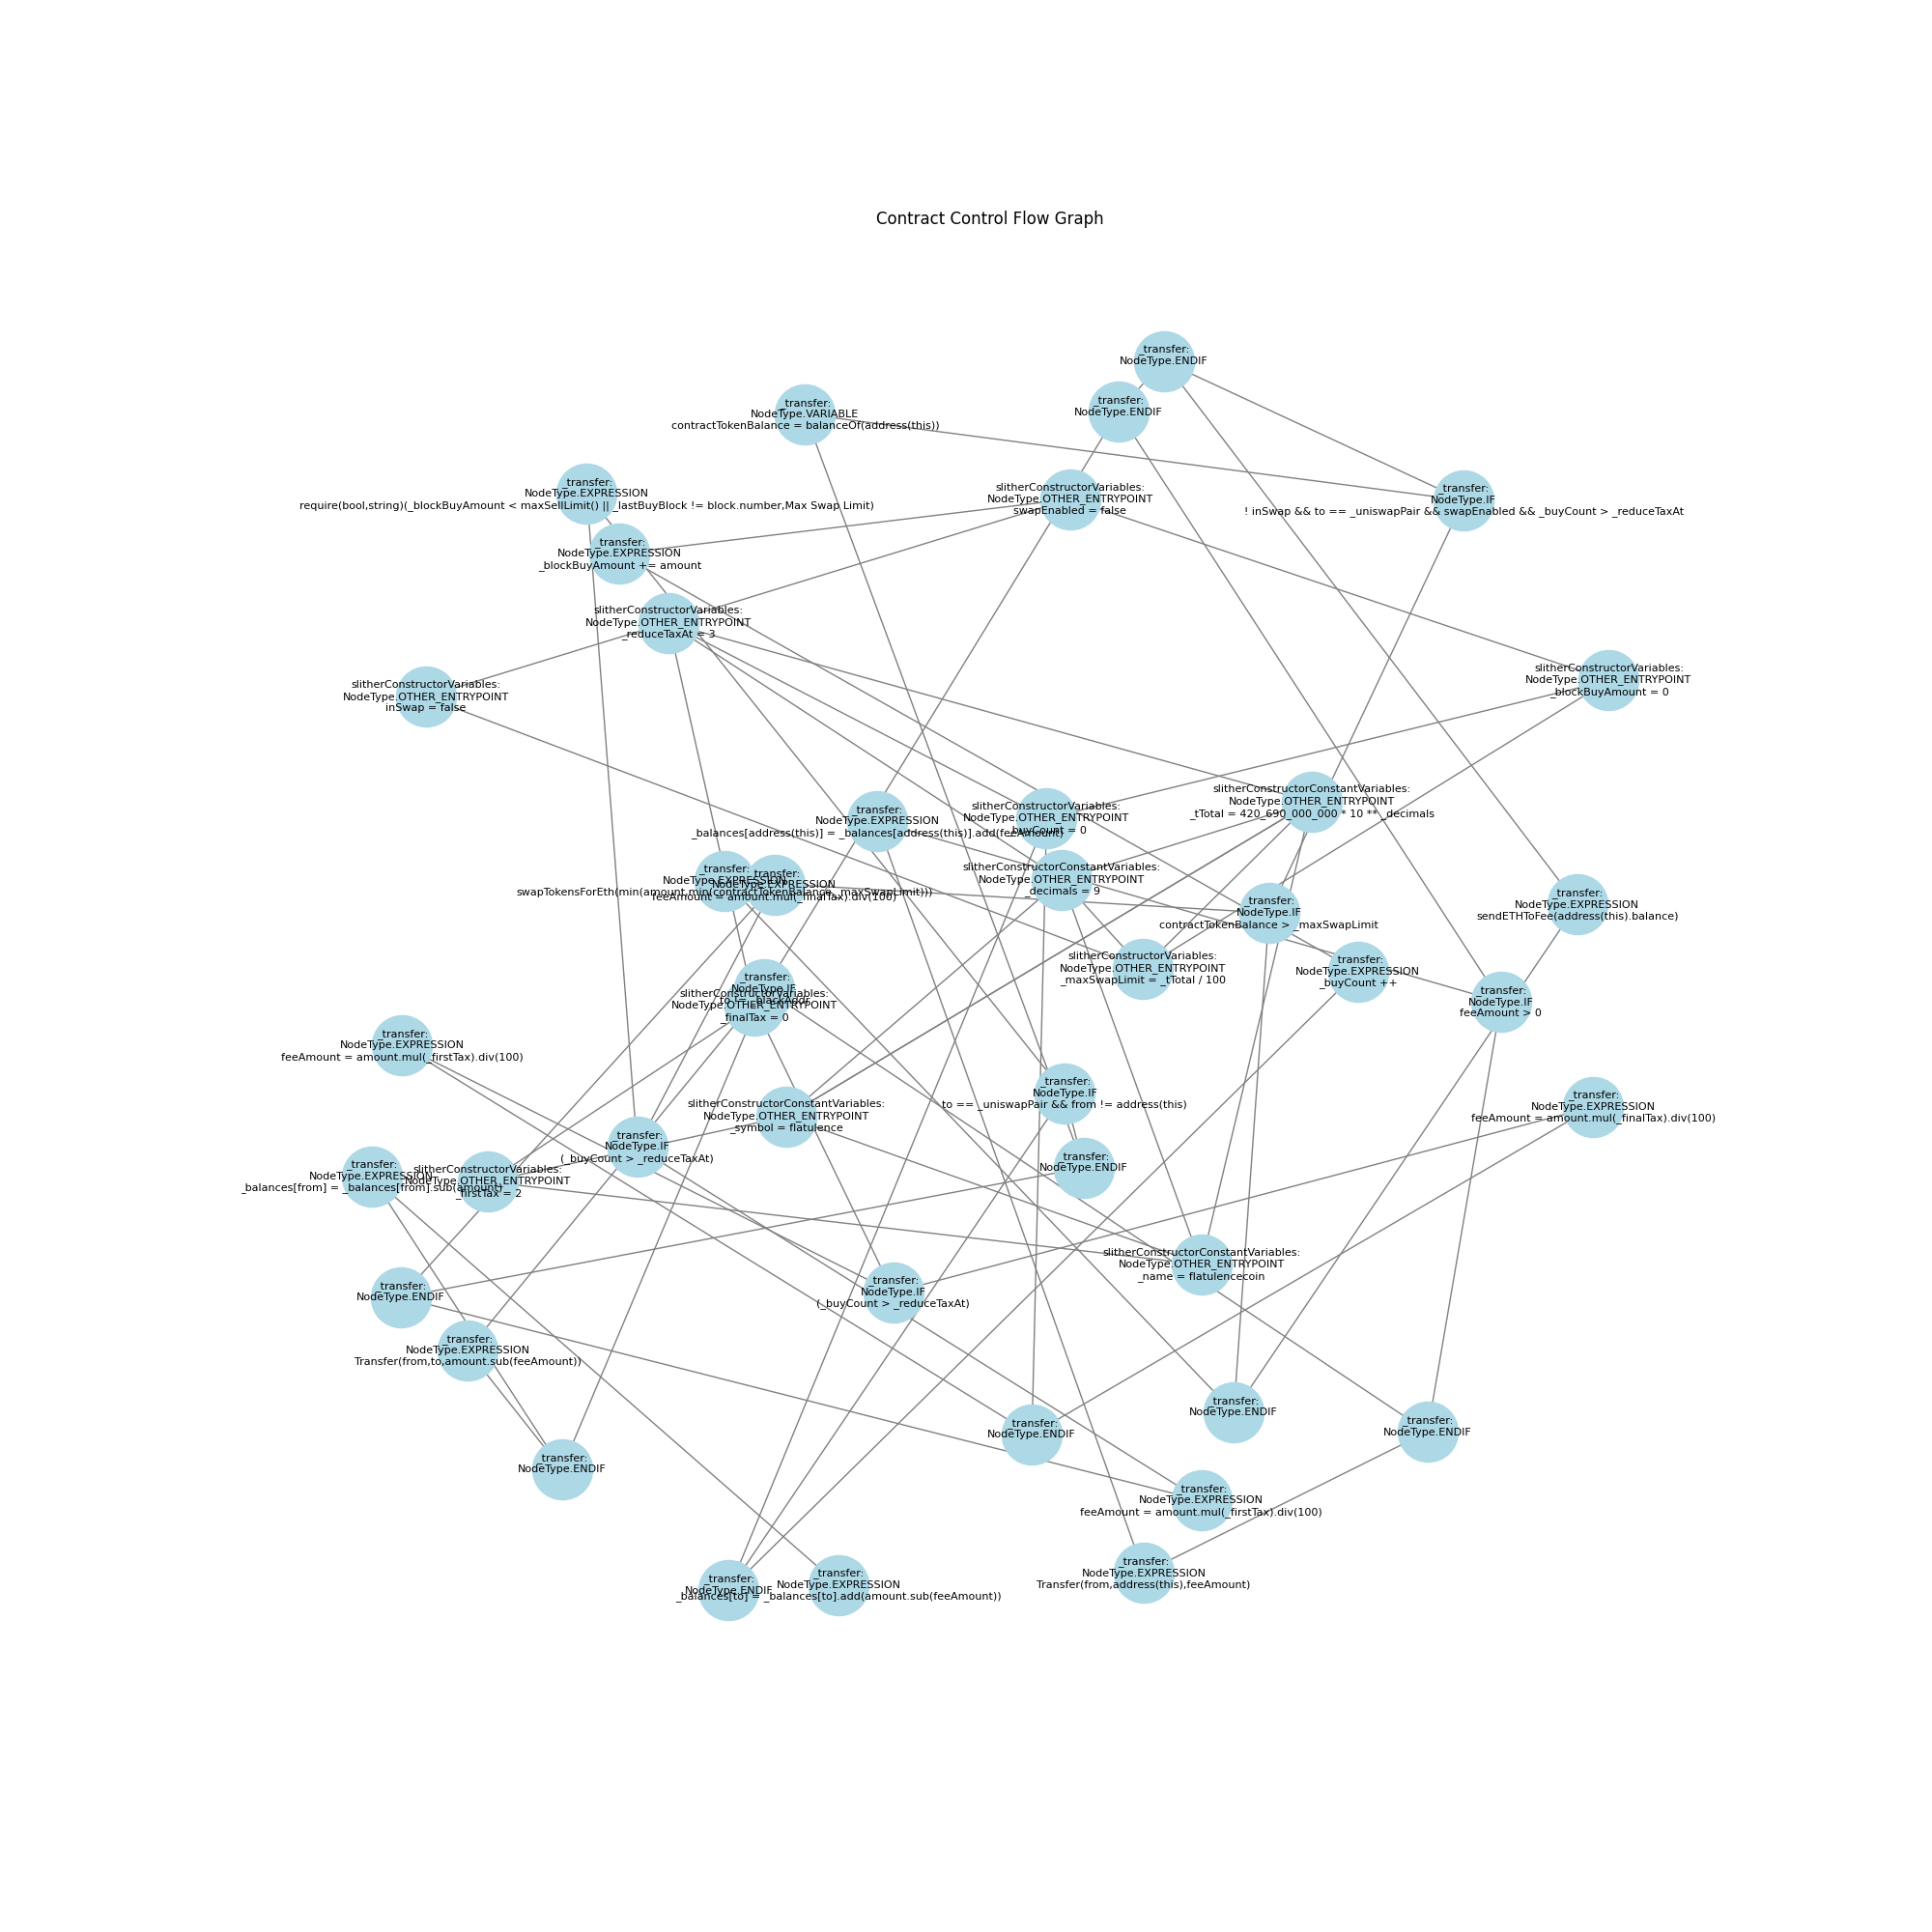 Contract Control Flow Graph
_transfer:
NodeType.ENDIF
_transfer:
NodeType.ENDIF
_transfer:
NodeType.VARIABLE
contractTokenBalance = balanceOf(address(this))
_transfer:
NodeType.EXPRESSION
require(bool,string)(_blockBuyAmount < maxSellLimit() || _lastBuyBlock != block.number,Max Swap Limit)
slitherConstructorVariables:
NodeType.OTHER_ENTRYPOINT
swapEnabled = false
_transfer:
NodeType.IF
! inSwap && to == _uniswapPair && swapEnabled && _buyCount > _reduceTaxAt
_transfer:
NodeType.EXPRESSION
_blockBuyAmount += amount
slitherConstructorVariables:
NodeType.OTHER_ENTRYPOINT
_reduceTaxAt = 3
slitherConstructorVariables:
NodeType.OTHER_ENTRYPOINT
inSwap = false
slitherConstructorVariables:
NodeType.OTHER_ENTRYPOINT
_blockBuyAmount = 0
_transfer:
NodeType.EXPRESSION
_balances[address(this)] = _balances[address(this)].add(feeAmount)
slitherConstructorVariables:
NodeType.OTHER_ENTRYPOINT
_buyCount = 0
slitherConstructorConstantVariables:
NodeType.OTHER_ENTRYPOINT
_tTotal = 420_690_000_000 * 10 ** _decimals
_transfer:
NodeType.EXPRESSION
swapTokensForEth(min(amount,min(contractTokenBalance,_maxSwapLimit)))
_transfer:
NodeType.EXPRESSION
feeAmount = amount.mul(_finalTax).div(100)
slitherConstructorConstantVariables:
NodeType.OTHER_ENTRYPOINT
_decimals = 9
_transfer:
NodeType.IF
contractTokenBalance > _maxSwapLimit
_transfer:
NodeType.EXPRESSION
sendETHToFee(address(this).balance)
slitherConstructorVariables:
NodeType.OTHER_ENTRYPOINT
_maxSwapLimit = _tTotal / 100
_transfer:
NodeType.EXPRESSION
_buyCount ++
_transfer:
NodeType.IF
feeAmount > 0
_transfer:
NodeType.IF
to != _blackAddr
slitherConstructorVariables:
NodeType.OTHER_ENTRYPOINT
_finalTax = 0
_transfer:
NodeType.EXPRESSION
feeAmount = amount.mul(_firstTax).div(100)
_transfer:
NodeType.IF
to == _uniswapPair && from != address(this)
_transfer:
NodeType.EXPRESSION
feeAmount = amount.mul(_finalTax).div(100)
slitherConstructorConstantVariables:
NodeType.OTHER_ENTRYPOINT
_symbol = flatulence
_transfer:
NodeType.IF
(_buyCount > _reduceTaxAt)
_transfer:
NodeType.ENDIF
_transfer:
NodeType.EXPRESSION
_balances[from] = _balances[from].sub(amount)
slitherConstructorVariables:
NodeType.OTHER_ENTRYPOINT
_firstTax = 2
slitherConstructorConstantVariables:
NodeType.OTHER_ENTRYPOINT
_name = flatulencecoin
_transfer:
NodeType.ENDIF
_transfer:
NodeType.IF
(_buyCount > _reduceTaxAt)
_transfer:
NodeType.EXPRESSION
Transfer(from,to,amount.sub(feeAmount))
_transfer:
NodeType.ENDIF
_transfer:
NodeType.ENDIF
_transfer:
NodeType.ENDIF
_transfer:
NodeType.ENDIF
_transfer:
NodeType.EXPRESSION
feeAmount = amount.mul(_firstTax).div(100)
_transfer:
NodeType.EXPRESSION
Transfer(from,address(this),feeAmount)
_transfer:
NodeType.ENDIF
_transfer:
NodeType.EXPRESSION
_balances[to] = _balances[to].add(amount.sub(feeAmount))